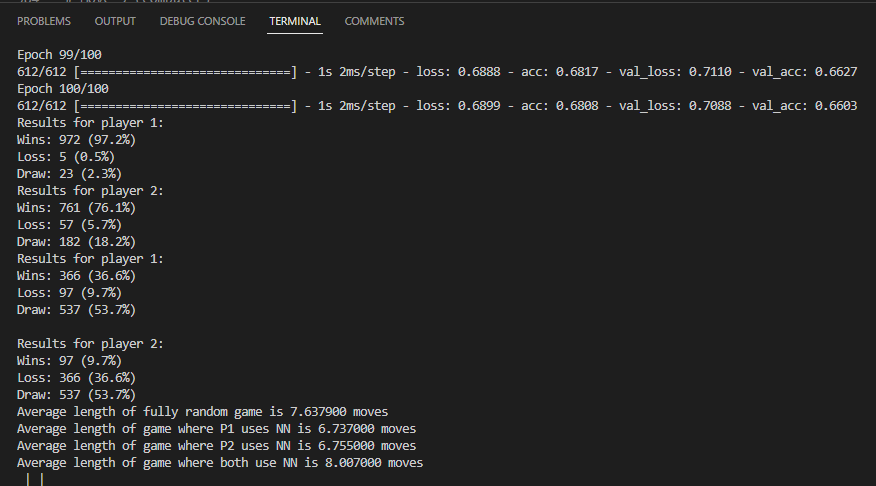 PROBLEMS OUTPUT DEBUG CONSOLE TERMINAL COMMENTS
Epoch 99/100
612/612 [==============================] - 1s 2ms/step - loss: 0.6888 - acc: 0.6817 - val_loss: 0.7110 - val_acc: 0.6627
Epoch 100/100
612/612 [==============================] - 1s 2ms/step - loss: 0.6899 - acc: 0.6808 - val_loss: 0.7088 - val_acc: 0.6603
Results for player 1:
Wins: 972 (97.2%)
Loss: 5 (0.5%)
Draw: 23 (2.3%)
Results for player 2:
Wins: 761 (76.1%)
Loss: 57 (5.7%)
Draw: 182 (18.2%)
Results for player 1:
Wins: 366 (36.6%)
Loss: 97 (9.7%)
Draw: 537 (53.7%)
Results for player 2:
Wins: 97 (9.7%)
Loss: 366 (36.6%)
Draw: 537 (53.7%)
Average length of fully random game is 7.637900 moves
Average length of game where P1 uses NN is 6.737000 moves
Average length of game where P2 uses NN is 6.755000 moves
Average length of game where both use NN is 8.007000 moves
| |